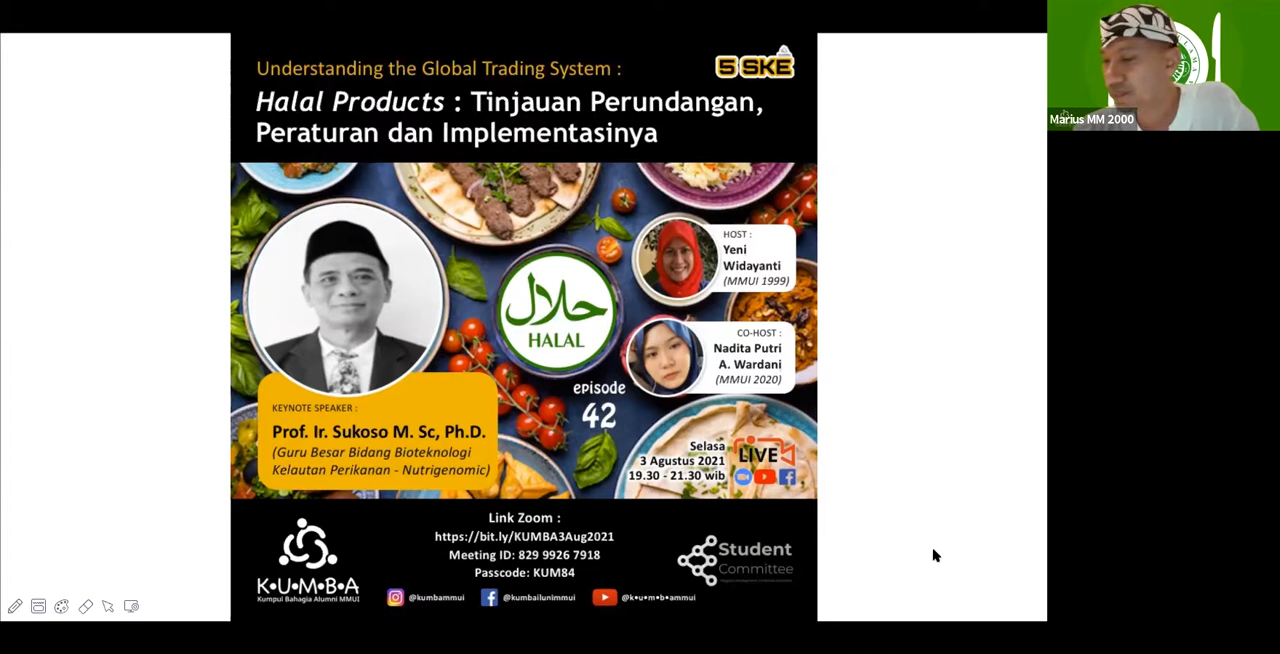 Understanding the Global Trading System :
5 SKE
Halal Products : Tinjauan Perundangan,
Peraturan dan Implementasinya
Marius MM 2000
HOST :
Yeni
Widayanti
(MMUI 1999)
حلال
HALAL
CO-HOST :
Nadita Putri
A. Wardani
(MMUI 2020)
episode
42
KEYNOTE SPEAKER :
Prof. Ir. Sukoso M. Sc, Ph.D.
(Guru Besar Bidang Bioteknologi
Kelautan Perikanan - Nutrigenomic)
Selasa
3 Agustus 2021
19.30 - 21.30 wib
LIVE
Link Zoom :
https://bit.ly/KUMBA3Aug2021
Meeting ID: 829 9926 7918
Passcode: KUM84
K•U•M•B•A
Kumpul Bahagia Alumni MMUI
Student
Committee
@kumbammui
@kumbailunimmui
@k•u•m•b•ammui